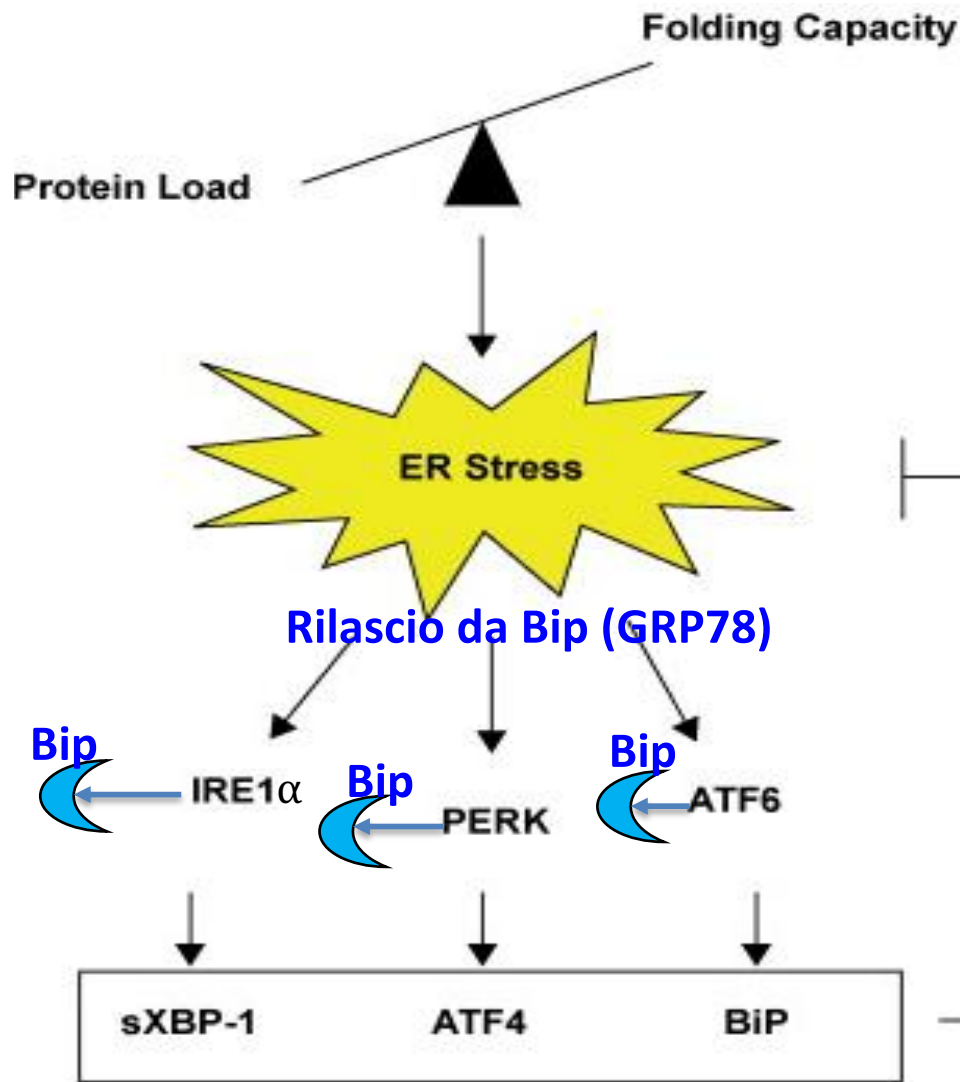 Folding Capacity
Protein Load
ER Stress
Rilascio da Bip (GRP78)
Bip
IRE1α
Bip
PERK
Bip
ATF6
sXBP-1
ATF4
BiP